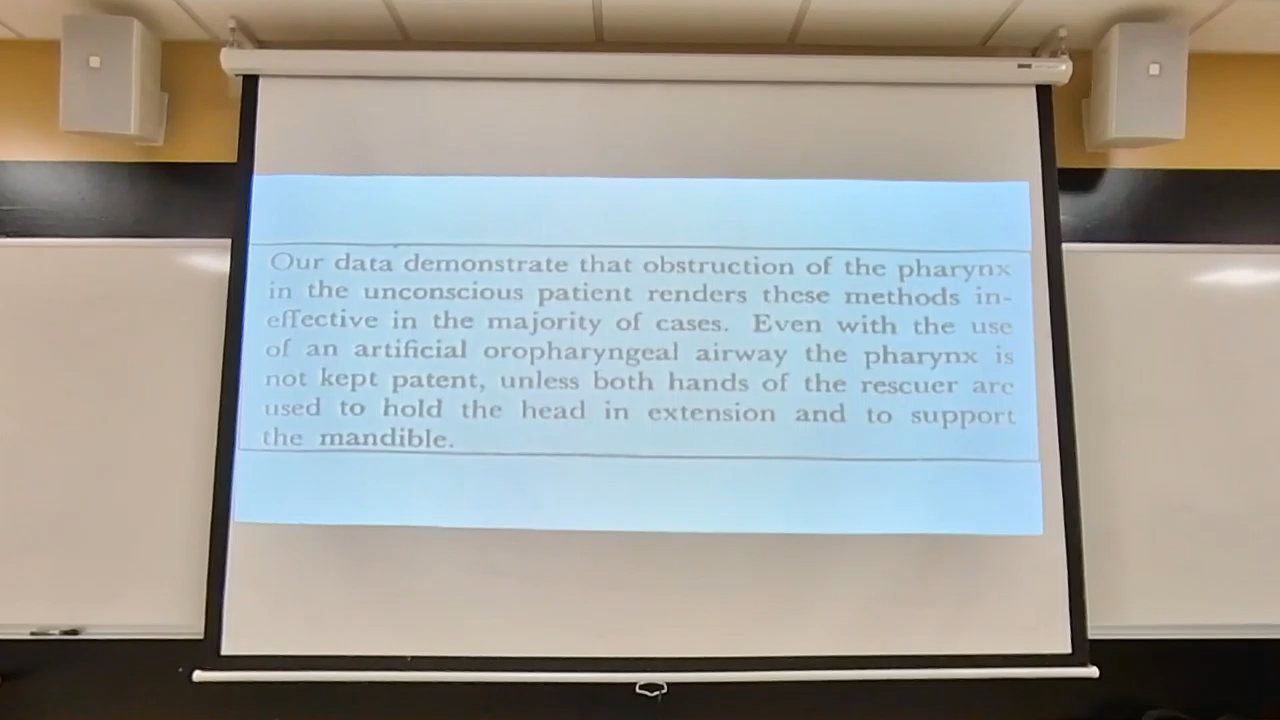 Our data demonstrate that obstruction of the pharynx
in the unconscious patient renders these methods in-
effective in the majority of cases. Even with the use
of an artificial oropharyngeal airway the pharynx is
not kept patent, unless both hands of the rescuer are
used to hold the head in extension and to support
the mandible.